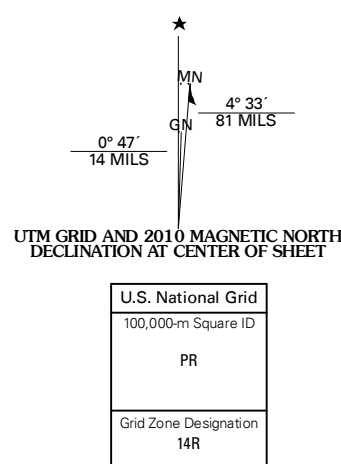 MN
4° 33´
81 MILS
GN
0° 47´
14 MILS
UTM GRID AND 2010 MAGNETIC NORTH
DECLINATION AT CENTER OF SHEET
U.S. National Grid
100,000-m Square ID
PR
Grid Zone Designation
14R